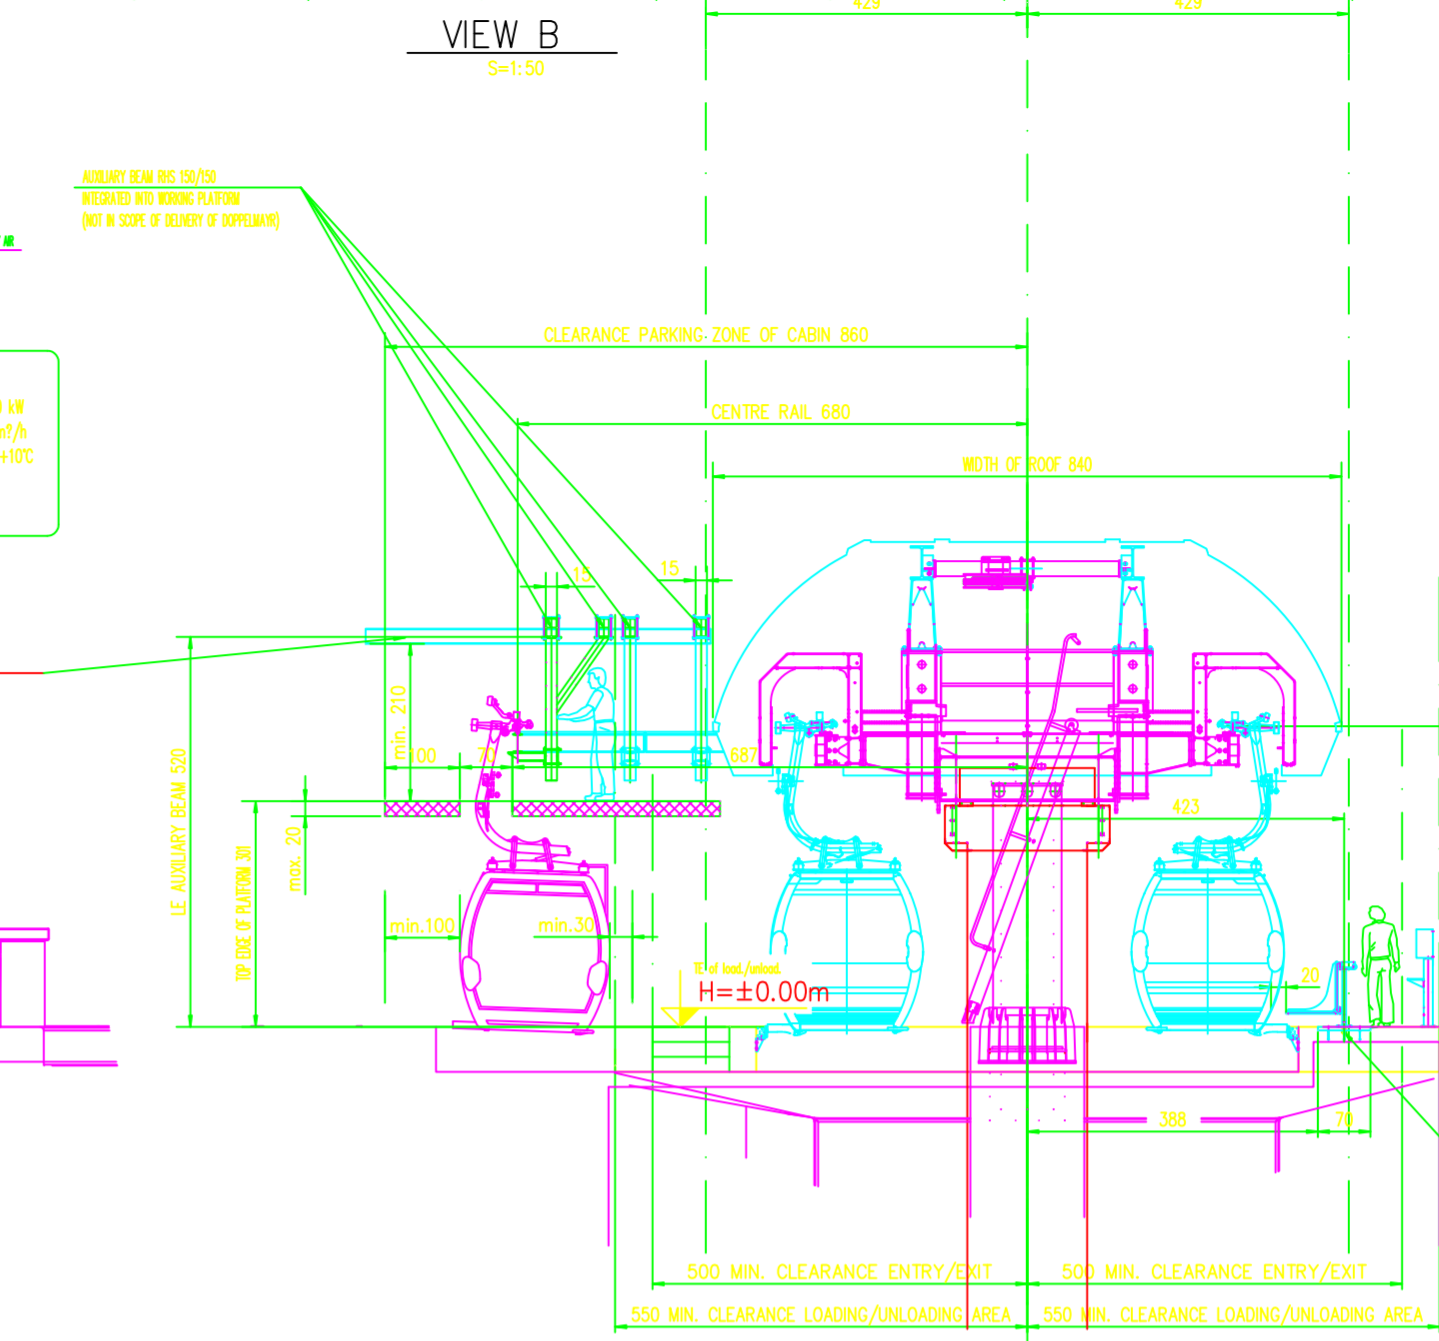 429
429
VIEW B
S=1:50
AUXILIARY BEAM RHS 150/150
INTEGRATED INTO WORKING PLATFORM
(NOT IN SCOPE OF DELIVERY OF DOPPELMAYR)
AIR
CLEARANCE PARKING ZONE OF CABIN 860
kW
/h
+10°C
CENTRE RAIL 680
WIDTH OF ROOF 840
15
15
min. 210
100
70
687
LE AUXILIARY BEAM 520
max. 20
TOP EDGE OF PLATFORM 301
423
min.100
min.30
TE of load./unload.
H=±0.00m
20
388
70
500 MIN. CLEARANCE ENTRY/EXIT
500 MIN. CLEARANCE ENTRY/EXIT
550 MIN. CLEARANCE LOADING/UNLOADING AREA
550 MIN. CLEARANCE LOADING/UNLOADING AREA